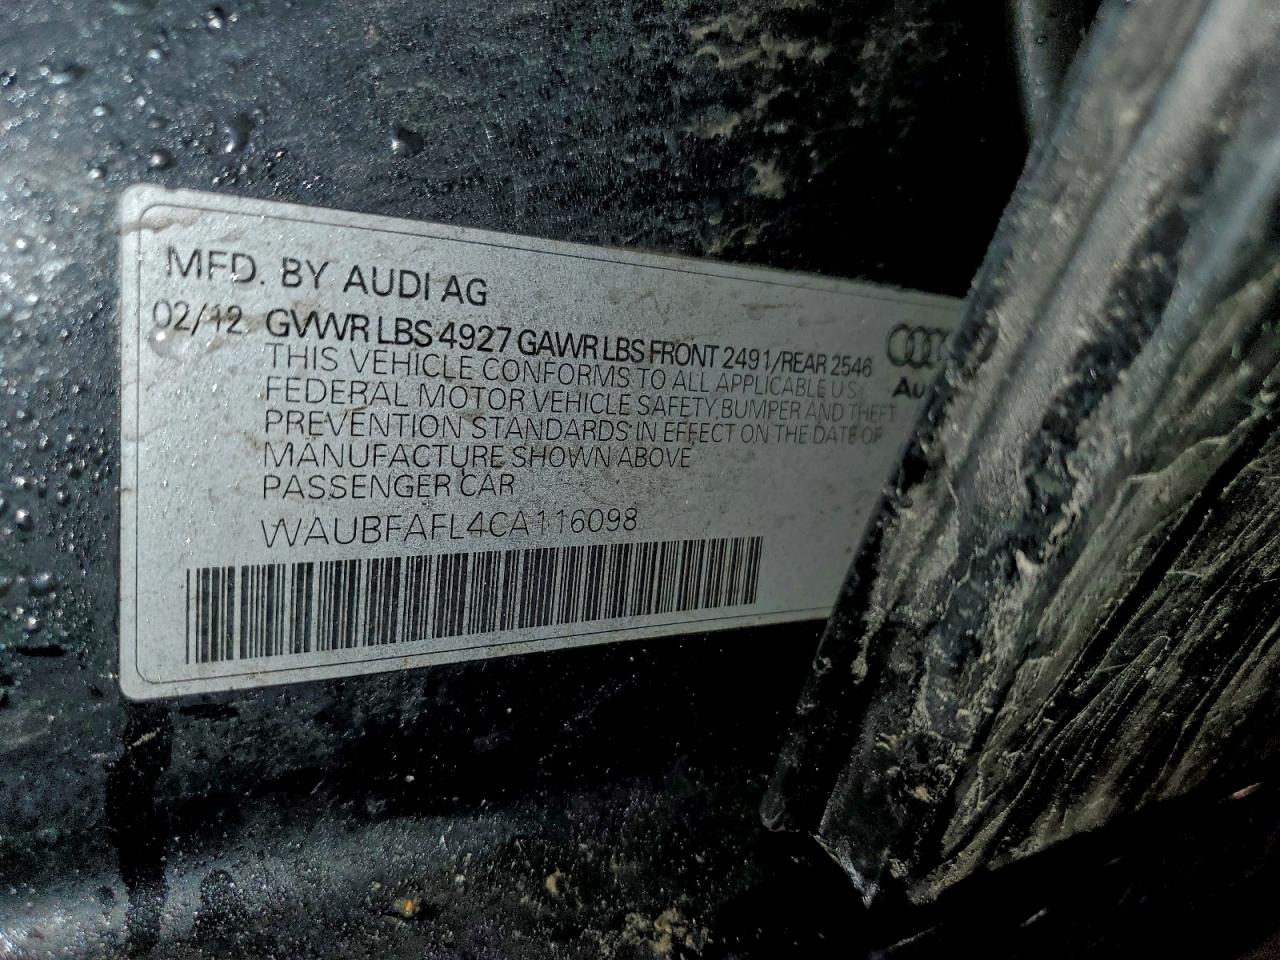 MFD. BY AUDI AG
02/12 GVWR LBS 4927 GAWR LBS FRONT 2491/REAR 2546
THIS VEHICLE CONFORMS TO ALL APPLICABLE U.S.
FEDERAL MOTOR VEHICLE SAFETY, BUMPER AND THEFT
PREVENTION STANDARDS IN EFFECT ON THE DATE OF
MANUFACTURE SHOWN ABOVE
PASSENGER CAR
WAUBFAFL4CA116098